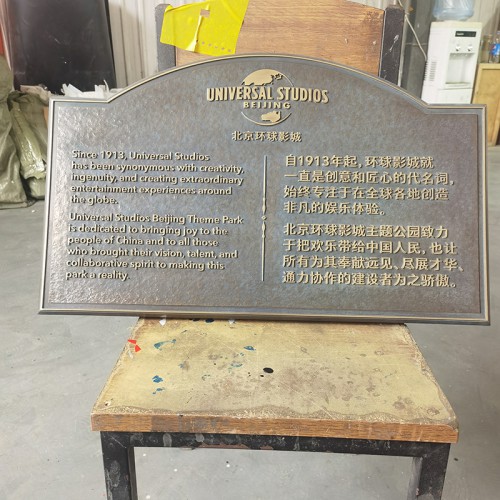 UNIVERSAL STUDIOS
BEIJING
北京环球影城
Since 1913, Universal Studios
has been synonymous with creativity,
ingenuity, and creating extraordinary
entertainment experiences around
the globe.
Universal Studios Beijing Theme Park
is dedicated to bringing joy to the
people of China and to all those
who brought their vision, talent, and
collaborative spirit to making this
park a reality.
自1913年起，环球影城就
一直是创意和匠心的代名词，
始终专注于在全球各地创造
非凡的娱乐体验。
北京环球影城主题公园致力
于把欢乐带给中国人民，也让
所有为其奉献远见、尽展才华、
通力协作的建设者为之骄傲。